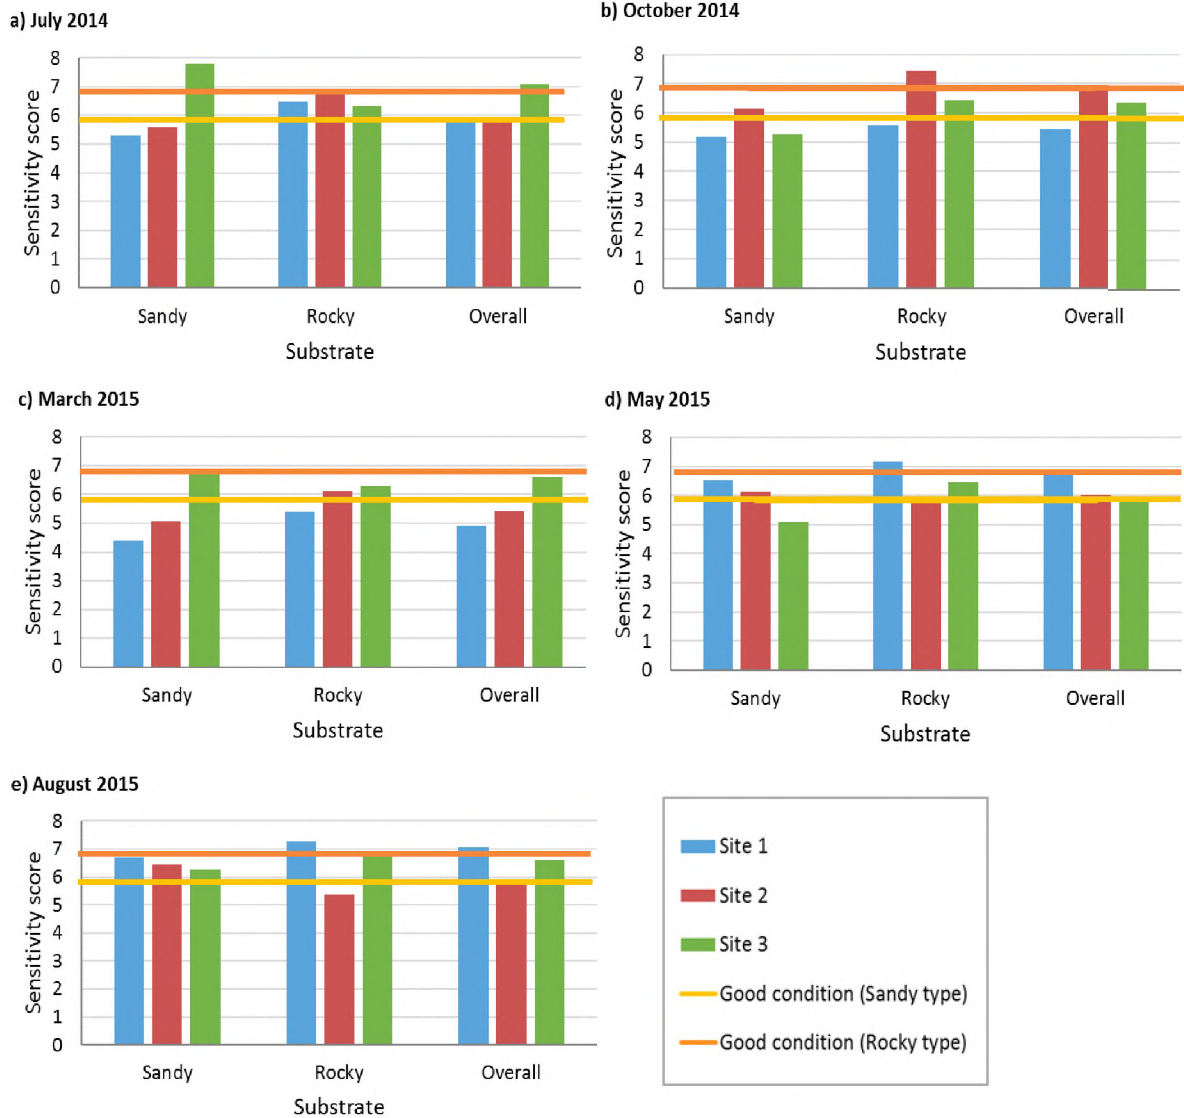 a) July 2014
8
7
6
5
4
3
2
1
0
Sensitivity score
Sandy
Rocky
Overall
Substrate
b) October 2014
8
7
6
5
4
3
2
1
0
Sensitivity score
Sandy
Rocky
Overall
Substrate
c) March 2015
8
7
6
5
4
3
2
1
0
Sensitivity score
Sandy
Rocky
Overall
Substrate
d) May 2015
8
7
6
5
4
3
2
1
0
Sensitivity score
Sandy
Rocky
Overall
Substrate
e) August 2015
8
7
6
5
4
3
2
1
0
Sensitivity score
Sandy
Rocky
Overall
Substrate
Site 1
Site 2
Site 3
Good condition (Sandy type)
Good condition (Rocky type)